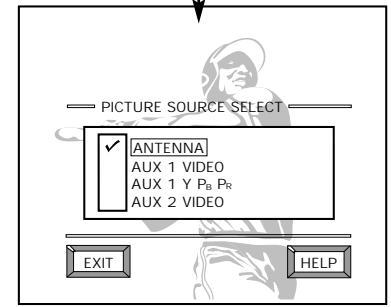 PICTURE SOURCE SELECT
✓ ANTENNA
AUX 1 VIDEO
AUX 1 Y PB PR
AUX 2 VIDEO
EXIT
HELP